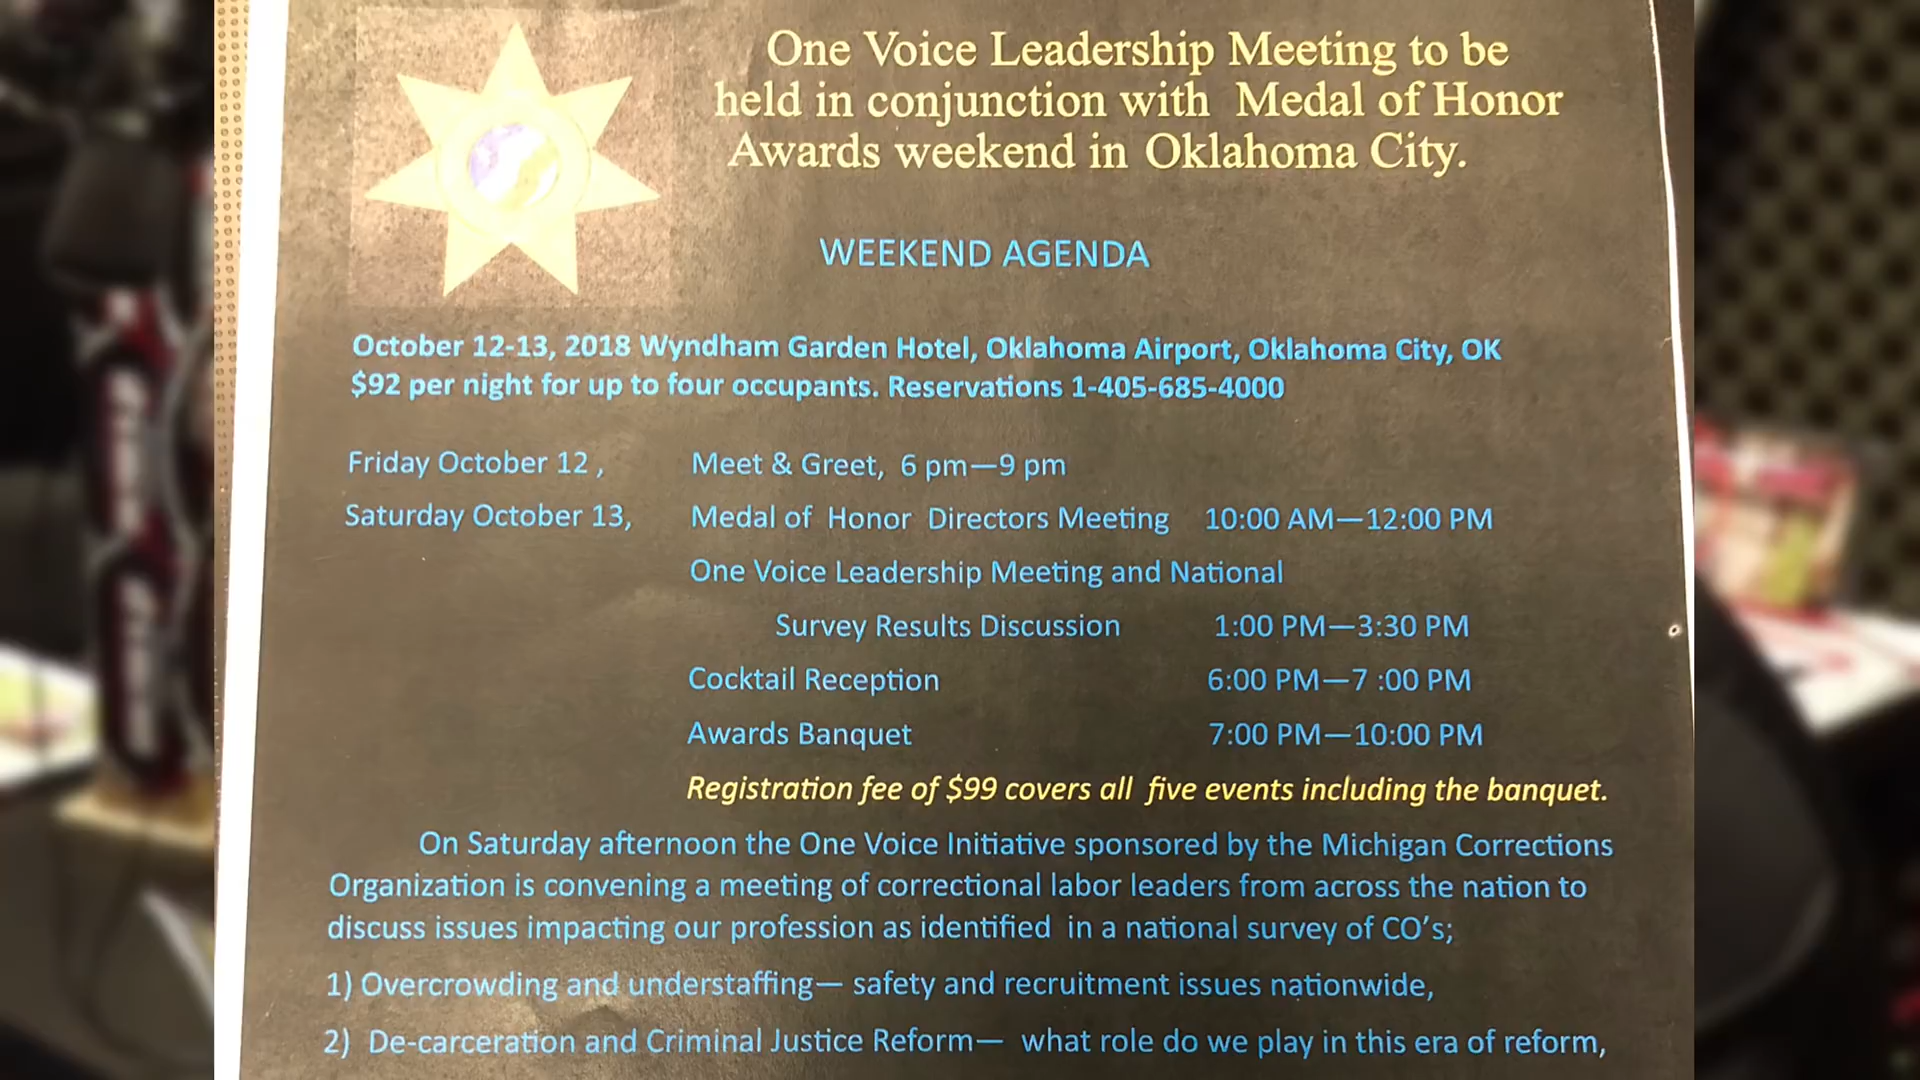 One Voice Leadership Meeting to be
held in conjunction with Medal of Honor
Awards weekend in Oklahoma City.
WEEKEND AGENDA
October 12-13, 2018 Wyndham Garden Hotel, Oklahoma Airport, Oklahoma City, OK
$92 per night for up to four occupants. Reservations 1-405-685-4000
Friday October 12 , Meet & Greet, 6 pm—9 pm
Saturday October 13, Medal of Honor Directors Meeting 10:00 AM—12:00 PM
One Voice Leadership Meeting and National
Survey Results Discussion 1:00 PM—3:30 PM
Cocktail Reception 6:00 PM—7 :00 PM
Awards Banquet 7:00 PM—10:00 PM
Registration fee of $99 covers all five events including the banquet.
On Saturday afternoon the One Voice Initiative sponsored by the Michigan Corrections
Organization is convening a meeting of correctional labor leaders from across the nation to
discuss issues impacting our profession as identified in a national survey of CO's;
1) Overcrowding and understaffing— safety and recruitment issues nationwide,
2) De-carceration and Criminal Justice Reform— what role do we play in this era of reform,